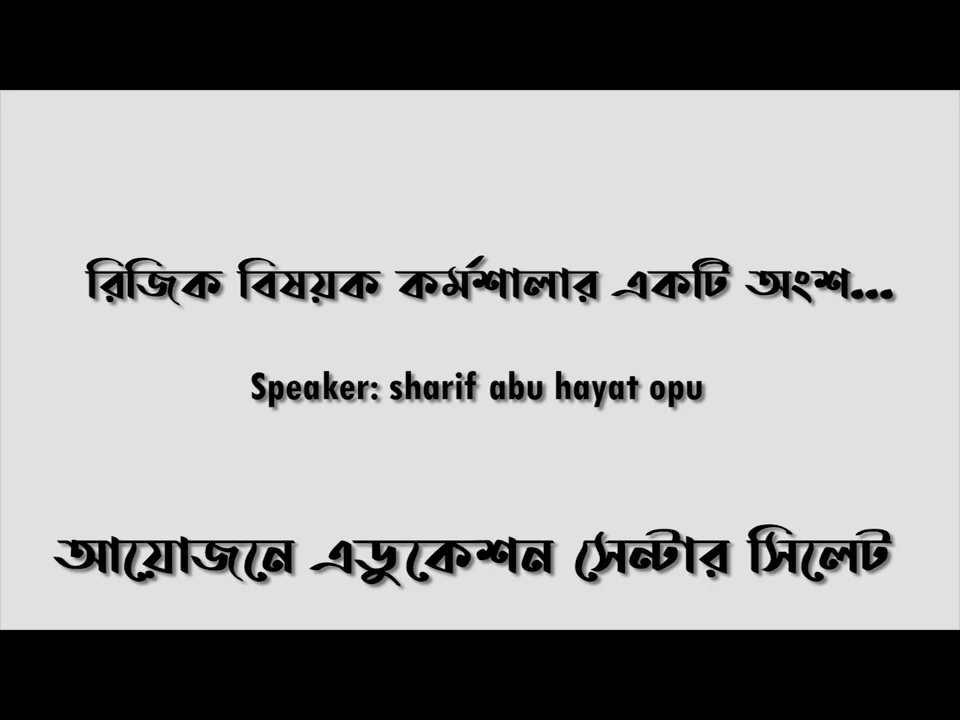 রিজিক বিষয়ক কর্মশালার একটি অংশ...
Speaker: sharif abu hayat opu
আয়োজনে এডুকেশন সেন্টার সিলেট